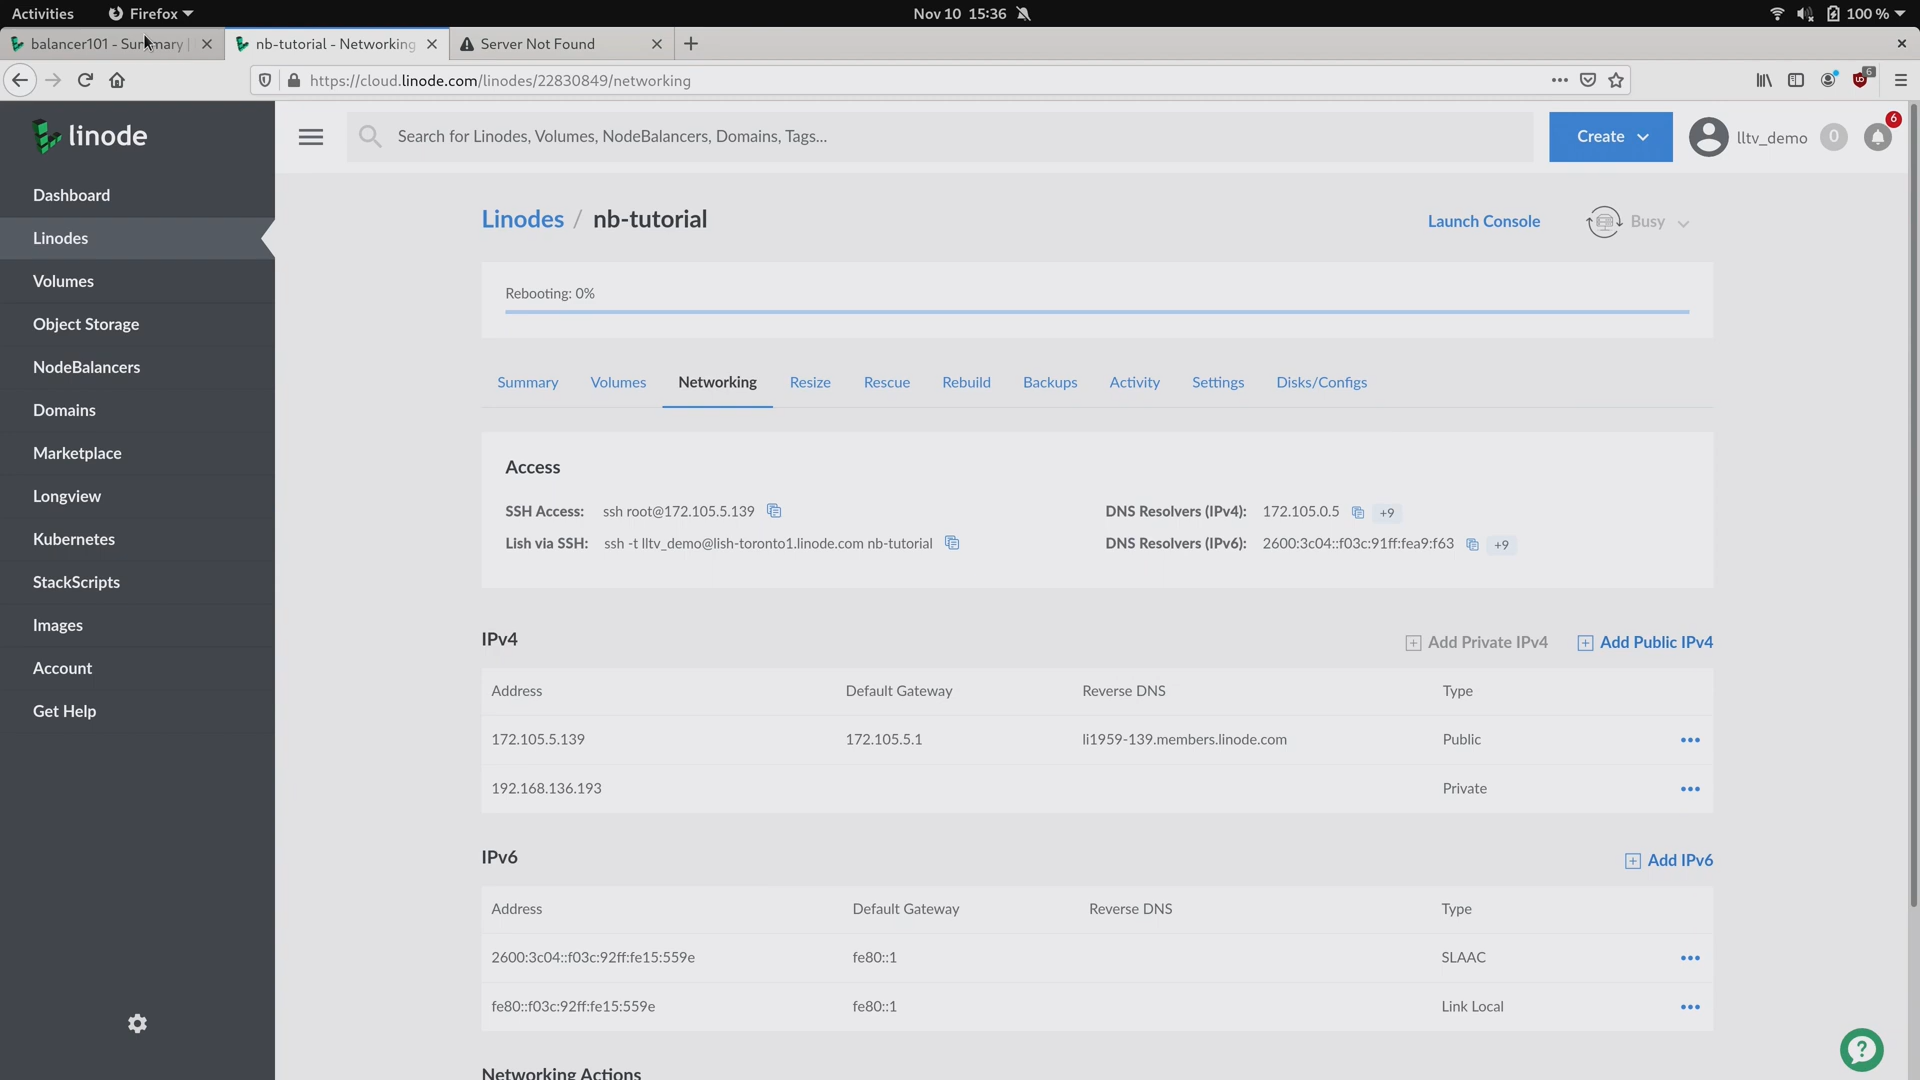 Activities Firefox Nov 10 15:36 100 %
balancer101 - Summary | nb-tutorial - Networking Server Not Found
https://cloud.linode.com/linodes/22830849/networking 6
linode
Search for Linodes, Volumes, NodeBalancers, Domains, Tags... Create lltv_demo 0 6
Dashboard
Linodes
Volumes
Object Storage
NodeBalancers
Domains
Marketplace
Longview
Kubernetes
StackScripts
Images
Account
Get Help
Linodes / nb-tutorial Launch Console Busy
Rebooting: 0%
Summary Volumes Networking Resize Rescue Rebuild Backups Activity Settings Disks/Configs
Access
SSH Access: ssh root@172.105.5.139 DNS Resolvers (IPv4): 172.105.0.5 +9
Lish via SSH: ssh -t lltv_demo@lish-toronto1.linode.com nb-tutorial DNS Resolvers (IPv6): 2600:3c04::f03c:91ff:fea9:f63 +9
IPv4 Add Private IPv4 Add Public IPv4
Address Default Gateway Reverse DNS Type
172.105.5.139 172.105.5.1 li1959-139.members.linode.com Public
192.168.136.193 Private
IPv6 Add IPv6
Address Default Gateway Reverse DNS Type
2600:3c04::f03c:92ff:fe15:559e fe80::1 SLAAC
fe80::f03c:92ff:fe15:559e fe80::1 Link Local
Networking Actions